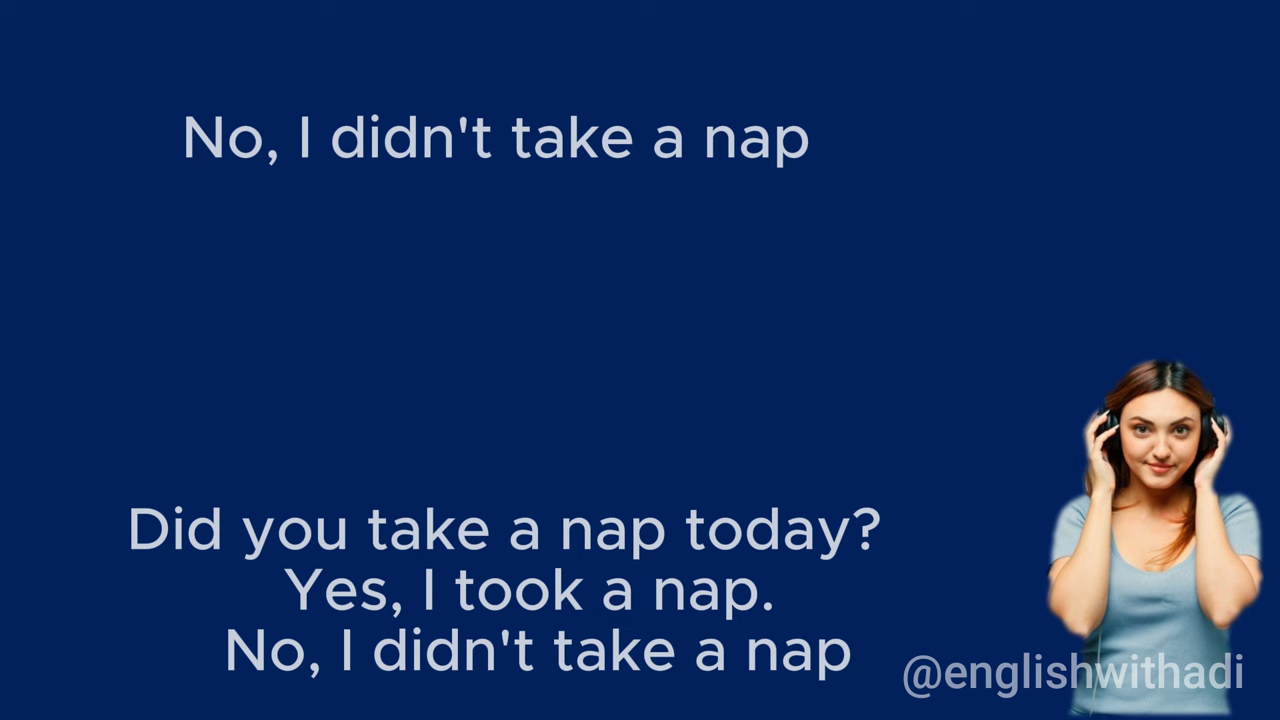 No, I didn't take a nap
Did you take a nap today?
Yes, I took a nap.
No, I didn't take a nap
@englishwithadi